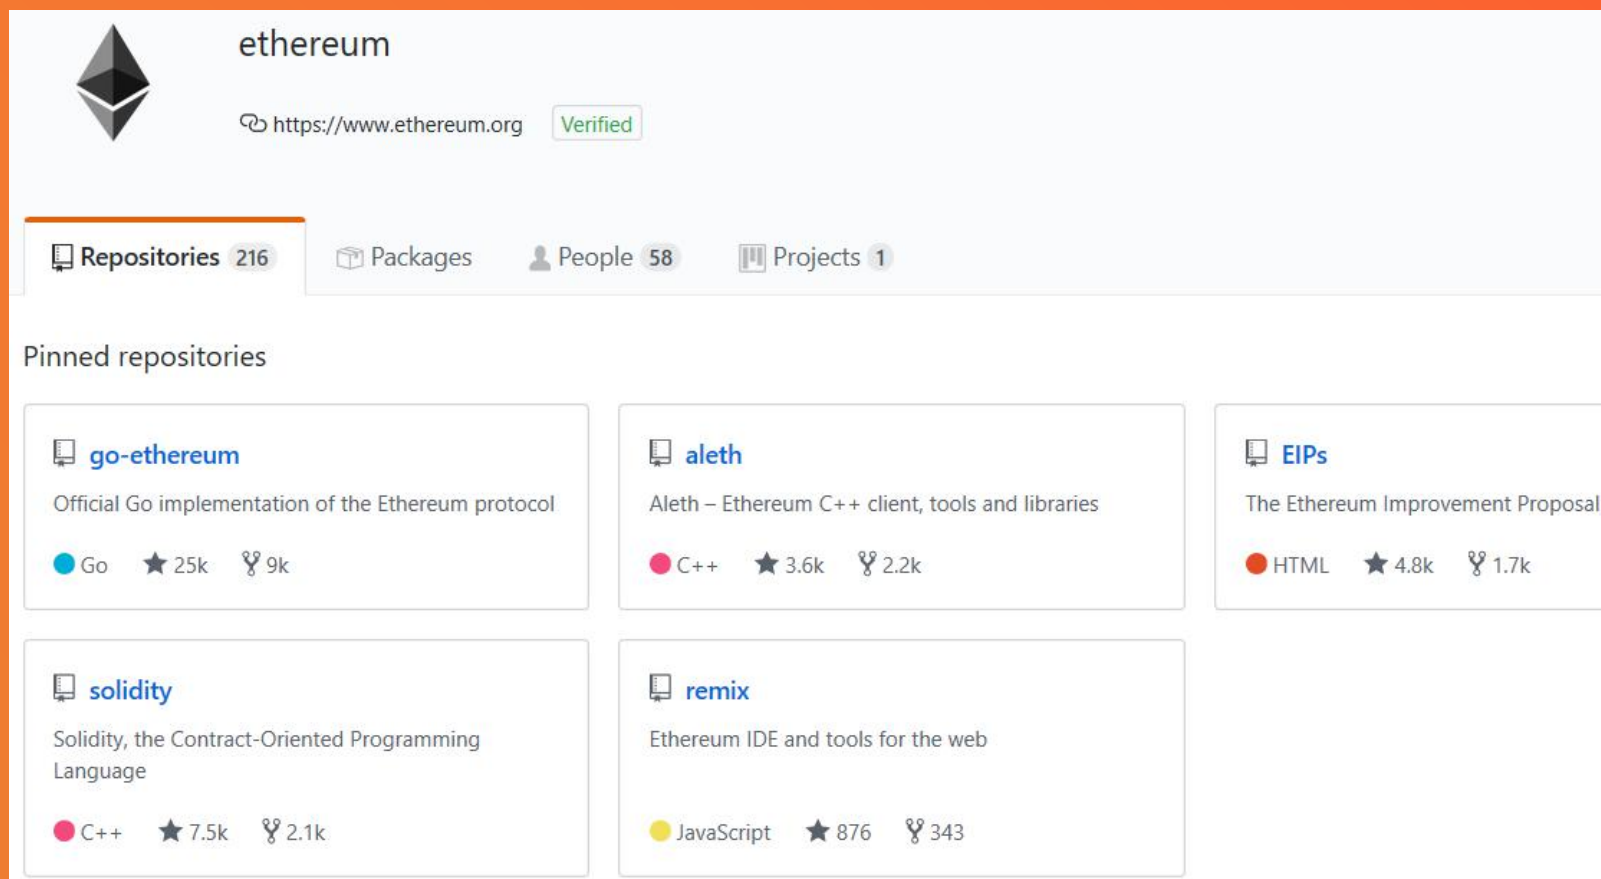 ethereum
https://www.ethereum.org Verified
Repositories 216 Packages People 58 Projects 1
Pinned repositories
go-ethereum
Official Go implementation of the Ethereum protocol
Go 25k 9k
aleth
Aleth – Ethereum C++ client, tools and libraries
C++ 3.6k 2.2k
EIPs
The Ethereum Improvement Proposal
HTML 4.8k 1.7k
solidity
Solidity, the Contract-Oriented Programming
Language
C++ 7.5k 2.1k
remix
Ethereum IDE and tools for the web
JavaScript 876 343